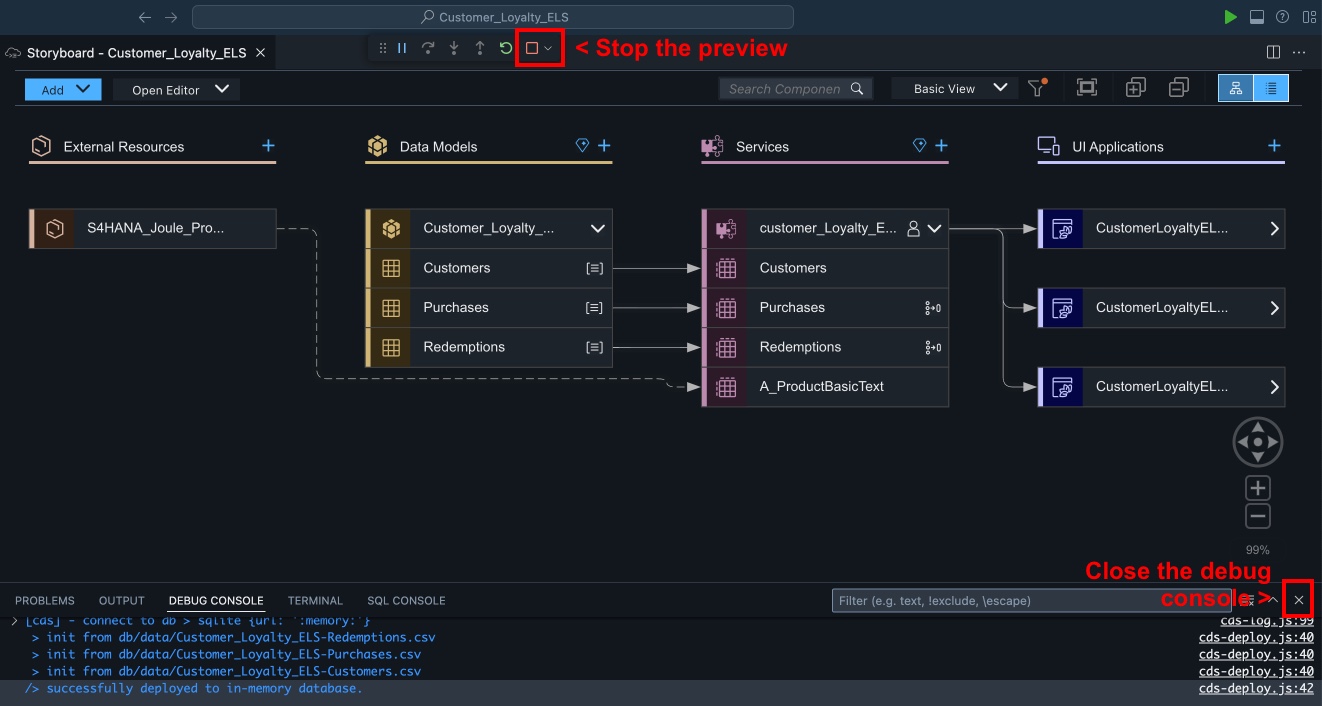 Customer_Loyalty_ELS
Storyboard - Customer_Loyalty_ELS
< Stop the preview
Add
Open Editor
Search Componen
Basic View
External Resources
Data Models
Services
UI Applications
S4HANA_Joule_Pro...
Customer_Loyalty_...
customer_Loyalty_E...
CustomerLoyaltyEL...
Customers
Customers
Purchases
Purchases
CustomerLoyaltyEL...
Redemptions
Redemptions
A_ProductBasicText
CustomerLoyaltyEL...
99%
Close the debug
console >
PROBLEMS
OUTPUT
DEBUG CONSOLE
TERMINAL
SQL CONSOLE
Filter (e.g. text, !exclude, \escape)
[cds] - connect to db > sqlite {url: ':memory:'}
cds-log.js:99
> init from db/data/Customer_Loyalty_ELS-Redemptions.csv
cds-deploy.js:40
> init from db/data/Customer_Loyalty_ELS-Purchases.csv
cds-deploy.js:40
> init from db/data/Customer_Loyalty_ELS-Customers.csv
cds-deploy.js:40
/> successfully deployed to in-memory database.
cds-deploy.js:42